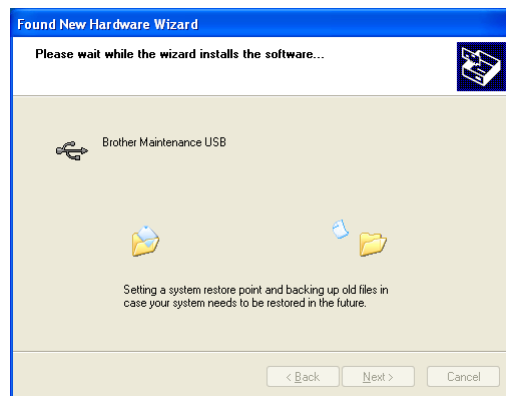 Found New Hardware Wizard
Please wait while the wizard installs the software...
Brother Maintenance USB
Setting a system restore point and backing up old files in
case your system needs to be restored in the future.
< Back Next > Cancel